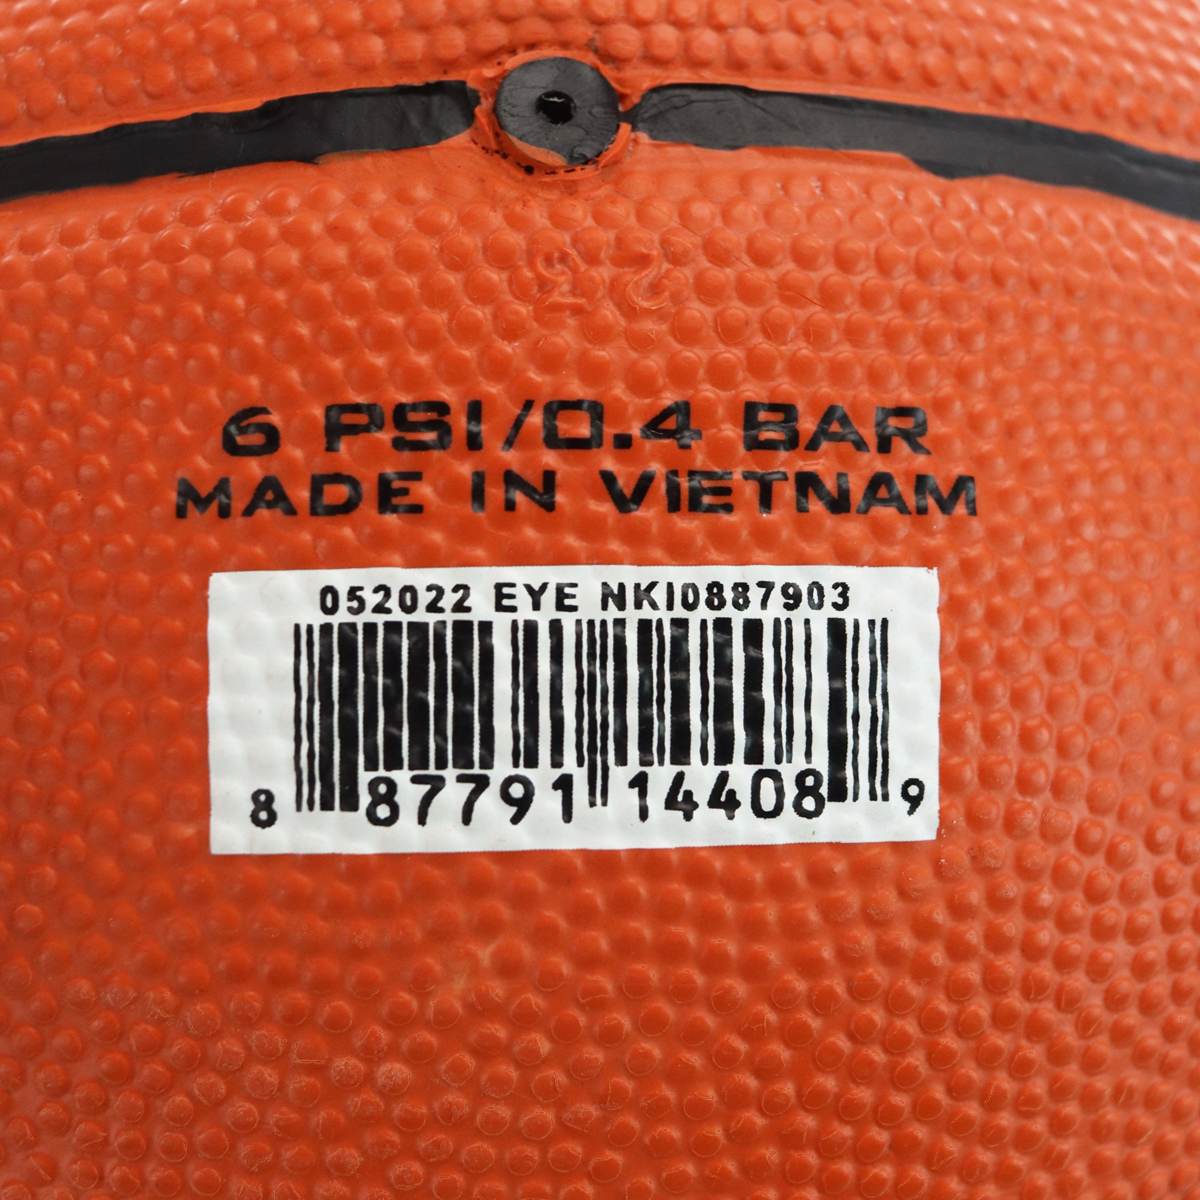 6 PSI/0.4 BAR
MADE IN VIETNAM
052022 EYE NKI0887903
8 87791 14408 9